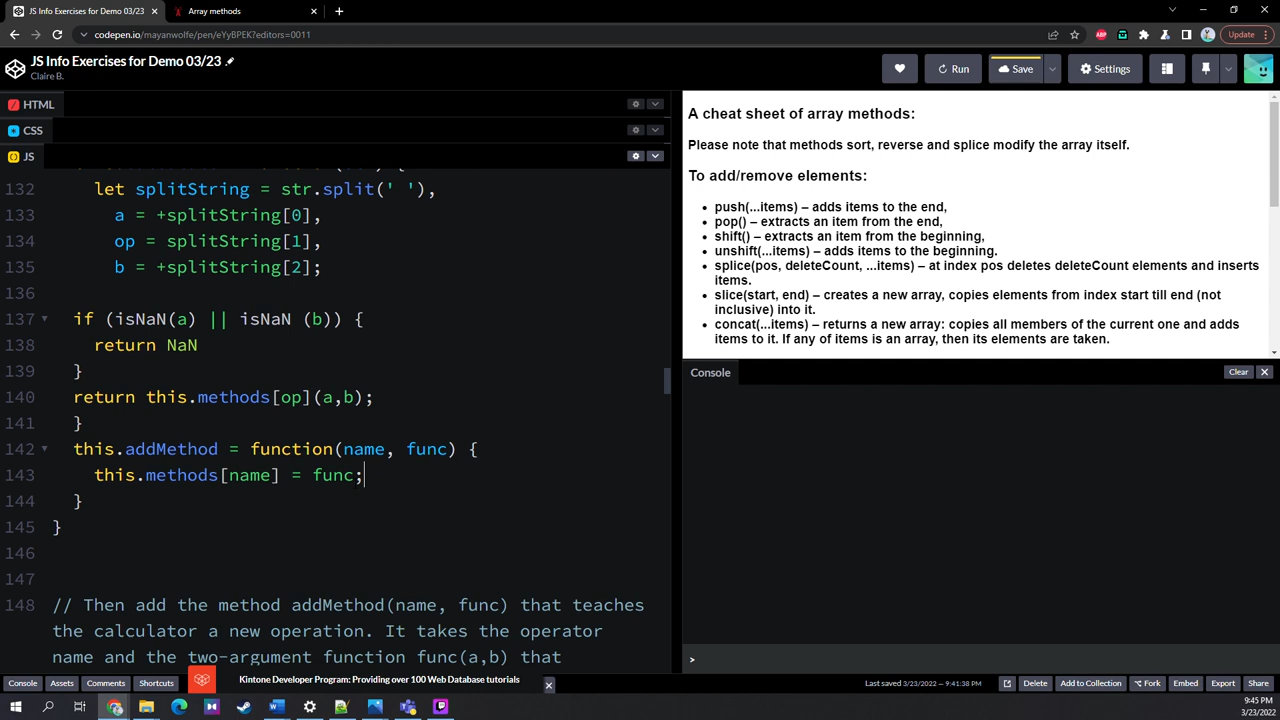 JS Info Exercises for Demo 03/23
Array methods
codepen.io/mayanwolfe/pen/eYyBPEK?editors=0011
Update
JS Info Exercises for Demo 03/23
Claire B.
Run
Save
Settings
HTML
CSS
JS
132 let splitString = str.split(' '),
133 a = +splitString[0],
134 op = splitString[1],
135 b = +splitString[2];
136
137 if (isNaN(a) || isNaN (b)) {
138 return NaN
139 }
140 return this.methods[op](a,b);
141 }
142 this.addMethod = function(name, func) {
143 this.methods[name] = func;
144 }
145 }
146
147
148 // Then add the method addMethod(name, func) that teaches
the calculator a new operation. It takes the operator
name and the two-argument function func(a,b) that
A cheat sheet of array methods:
Please note that methods sort, reverse and splice modify the array itself.
To add/remove elements:
• push(...items) – adds items to the end,
• pop() – extracts an item from the end,
• shift() – extracts an item from the beginning,
• unshift(...items) – adds items to the beginning.
• splice(pos, deleteCount, ...items) – at index pos deletes deleteCount elements and inserts
items.
• slice(start, end) – creates a new array, copies elements from index start till end (not
inclusive) into it.
• concat(...items) – returns a new array: copies all members of the current one and adds
items to it. If any of items is an array, then its elements are taken.
Console
Clear
>
Kintone Developer Program: Providing over 100 Web Database tutorials
Console
Assets
Comments
Shortcuts
Last saved 3/23/2022 — 9:41:38 PM
Delete
Add to Collection
Fork
Embed
Export
Share
9:45 PM
3/23/2022